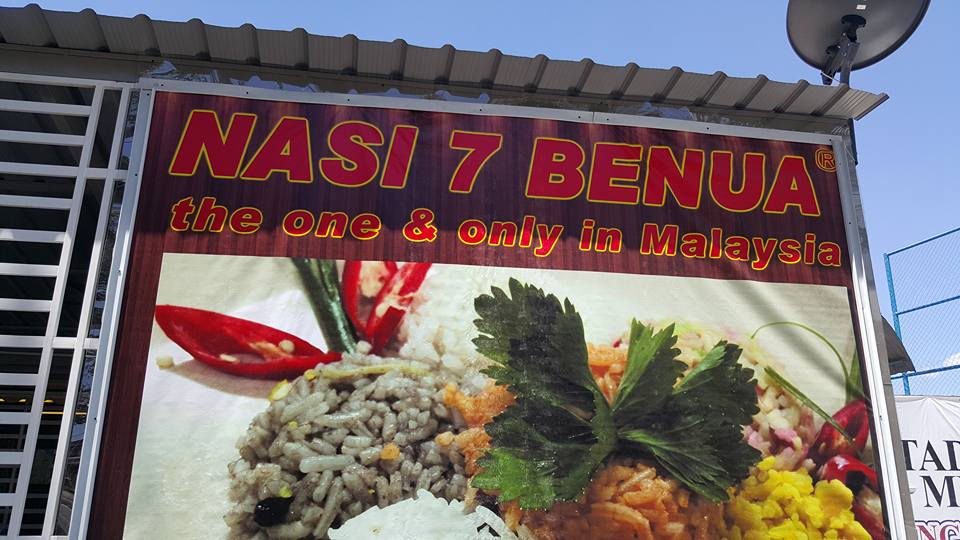 NASI 7 BENUA®
the one & only in Malaysia